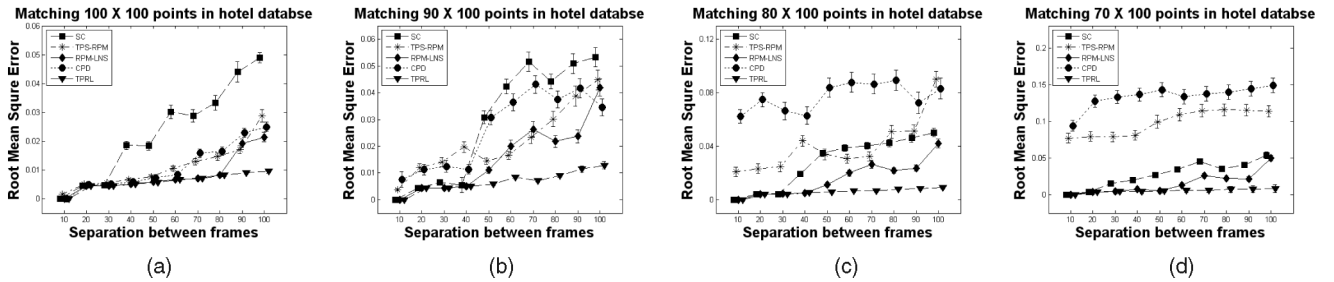 Matching 100 X 100 points in hotel databse
Root Mean Squre Error
0.06
0.05
0.04
0.03
0.02
0.01
0
SC
TPS-RPM
RPM-LNS
CPD
TPRL
10 20 30 40 50 60 70 80 90 100
Separation between frames
(a)
Matching 90 X 100 points in hotel databse
Root Mean Squre Error
0.06
0.05
0.04
0.03
0.02
0.01
0
SC
TPS-RPM
RPM-LNS
CPD
TPRL
10 20 30 40 50 60 70 80 90 100
Separation between frames
(b)
Matching 80 X 100 points in hotel databse
Root Mean Squre Error
0.12
0.08
0.04
0
SC
TPS-RPM
RPM-LNS
CPD
TPRL
10 20 30 40 50 60 70 80 90 100
Separation between frames
(c)
Matching 70 X 100 points in hotel databse
Root Mean Squre Error
0.2
0.15
0.1
0.05
0
SC
TPS-RPM
RPM-LNS
CPD
TPRL
10 20 30 40 50 60 70 80 90 100
Separation between frames
(d)